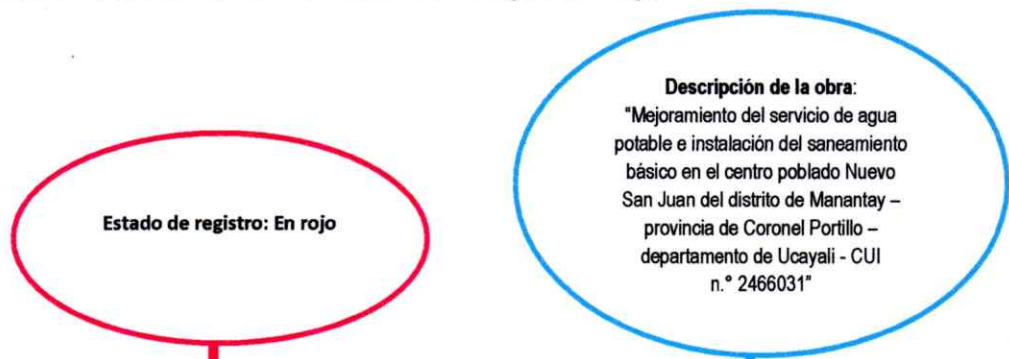 Estado de registro: En rojo
Descripción de la obra:
"Mejoramiento del servicio de agua
potable e instalación del saneamiento
básico en el centro poblado Nuevo
San Juan del distrito de Manantay –
provincia de Coronel Portillo –
departamento de Ucayali - CUI
n.° 2466031"